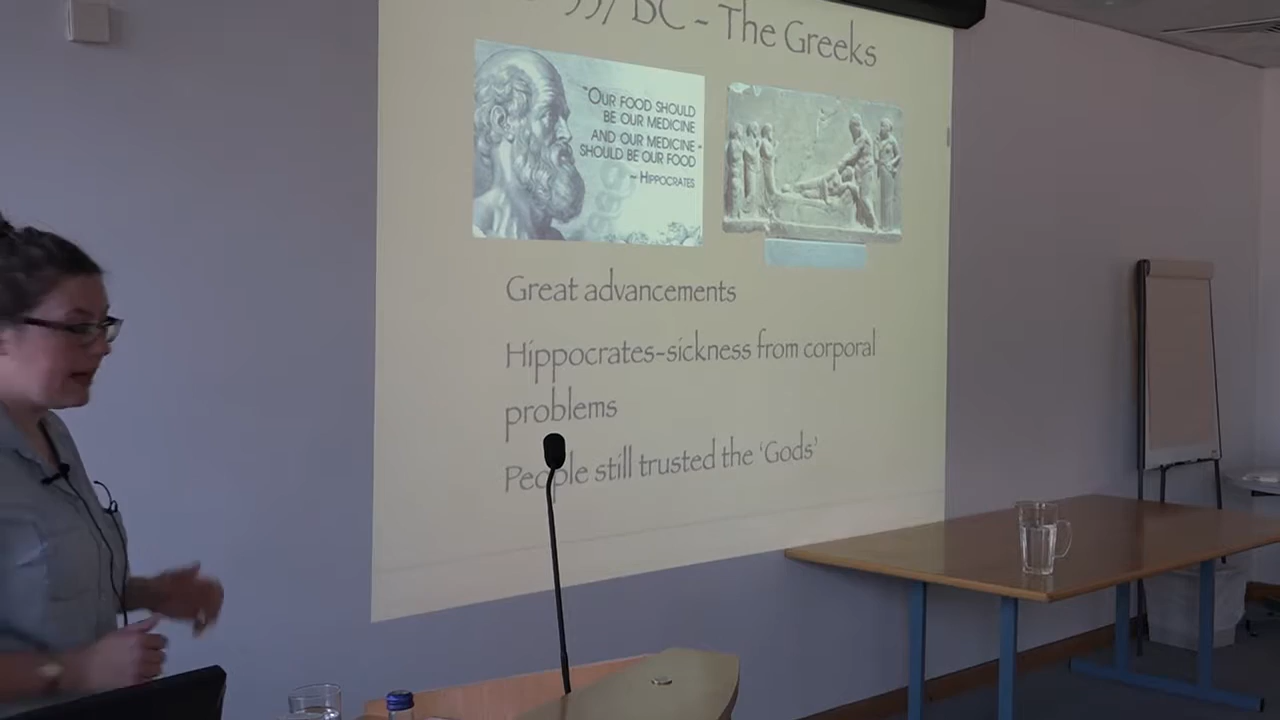 BC - The Greeks
"OUR FOOD SHOULD
BE OUR MEDICINE
AND OUR MEDICINE
SHOULD BE OUR FOOD
~ HIPPOCRATES
Great advancements
Hippocrates-sickness from corporal
problems
People still trusted the ‘Gods’